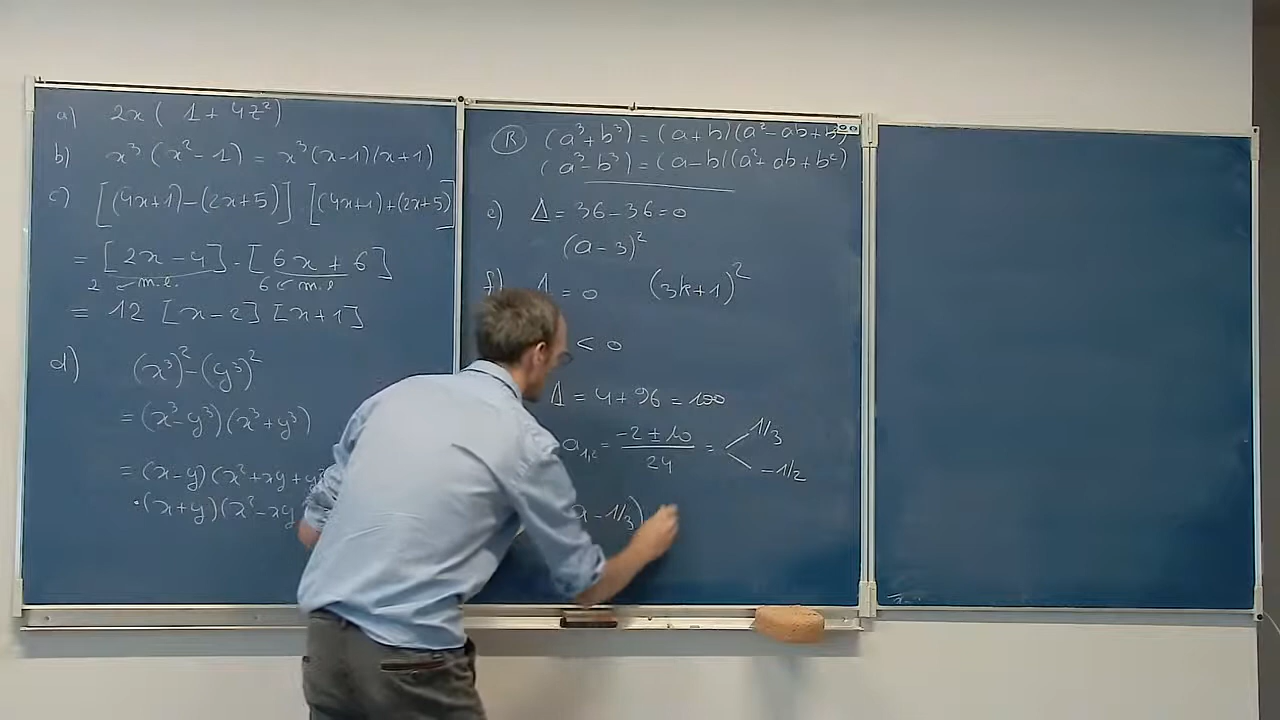 a) 2x ( 1 + 4z²)
b) x³ (x² - 1) = x³ (x-1) (x+1)
c) [(4x+1)-(2x+5)] . [(4x+1)+(2x+5)]
= [2x - 4] . [6x + 6]
2 m.e. 6 m.e
= 12 [x-2] [x+1]
d) (x³)² - (y³)²
= (x³-y³) (x³+y³)
= (x-y) (x²+xy+y²
·(x+y)(x²-xy
R (a³+b³) = (a+b)(a²-ab+b²)
(a³-b³) = (a-b)(a²+ab+b²)
e) Δ = 36 - 36 = 0
(a-3)²
f) Δ = 0 (3k+1)²
< 0
Δ = 4 + 96 = 100
a₁,₂ = (-2 ± 10)/24 = 1/3
-1/2
a - 1/3)